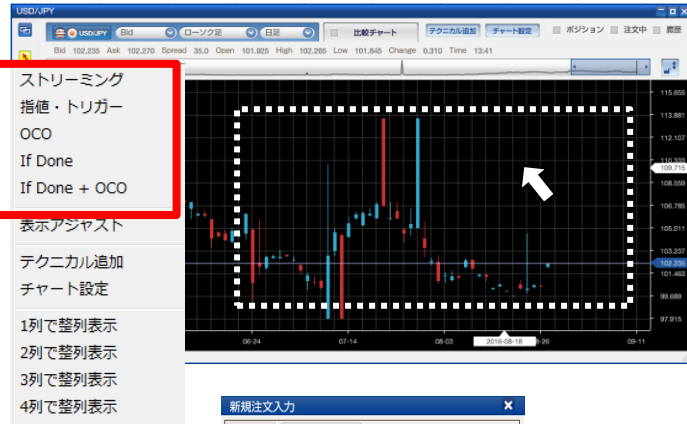 USD/JPY
USD/JPY Bid ローソク足 日足 比較チャート テクニカル追加 チャート設定 ポジション 注文中 履歴
Bid 102.235 Ask 102.270 Spread 35.0 Open 101.925 High 102.265 Low 101.845 Change 0.310 Time 13:41
ストリーミング
指値・トリガー
OCO
If Done
If Done + OCO
表示アジャスト
テクニカル追加
チャート設定
1列で整列表示
2列で整列表示
3列で整列表示
4列で整列表示
115.655
113.881
112.107
110.333
109.715
108.559
106.785
105.011
103.237
102.235
101.463
99.689
97.915
06-24 07-14 08-03 2016-08-18 8-26 09-11
新規注文入力